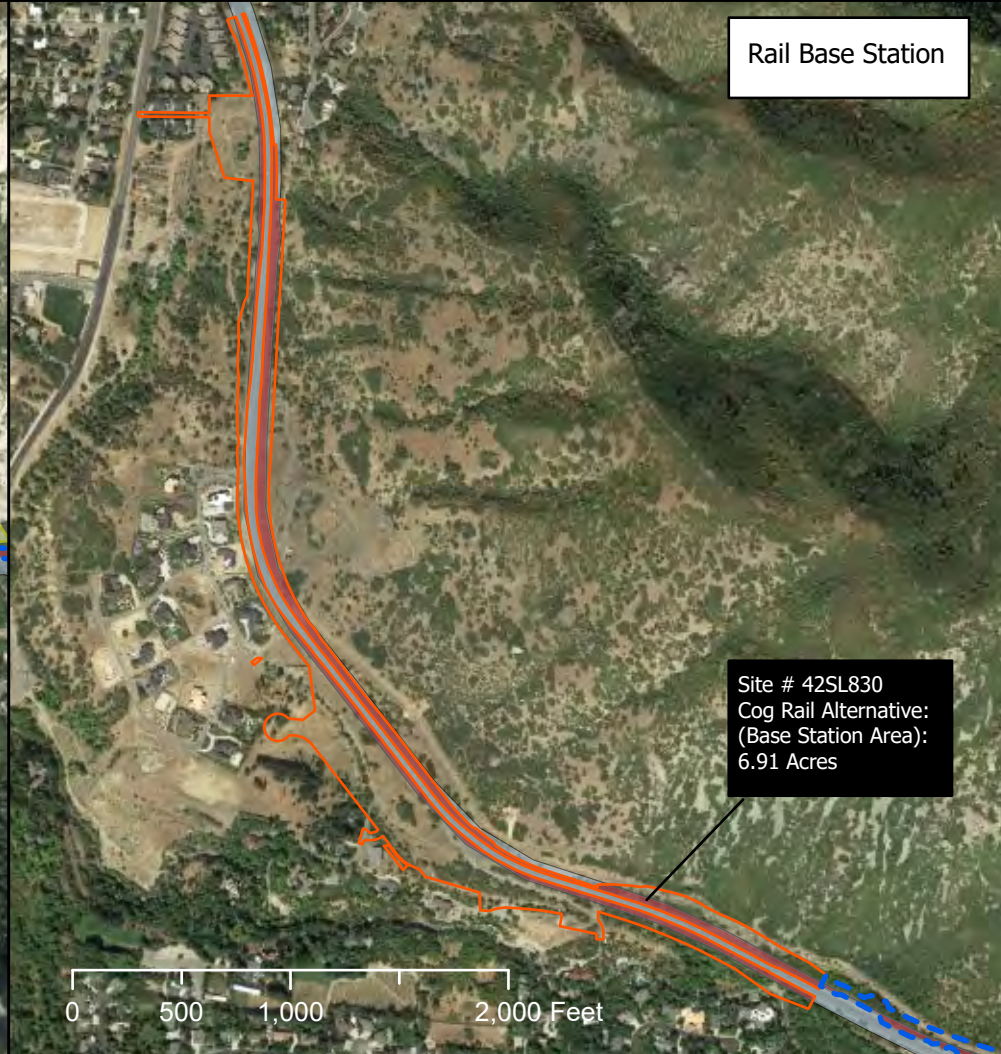 Rail Base Station
Site # 42SL830
Cog Rail Alternative:
(Base Station Area):
6.91 Acres
0 500 1,000 2,000 Feet